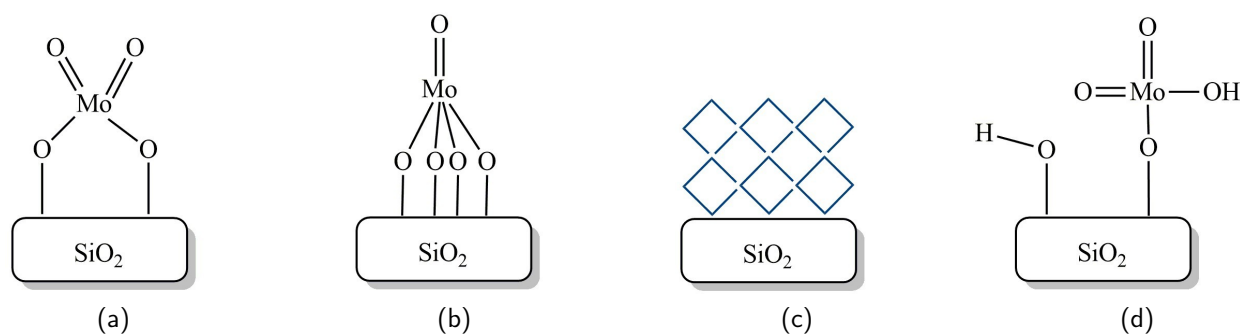 O O
Mo
O O
SiO₂
(a)
O
Mo
O O O O
SiO₂
(b)
SiO₂
(c)
O
O Mo OH
H O O
SiO₂
(d)